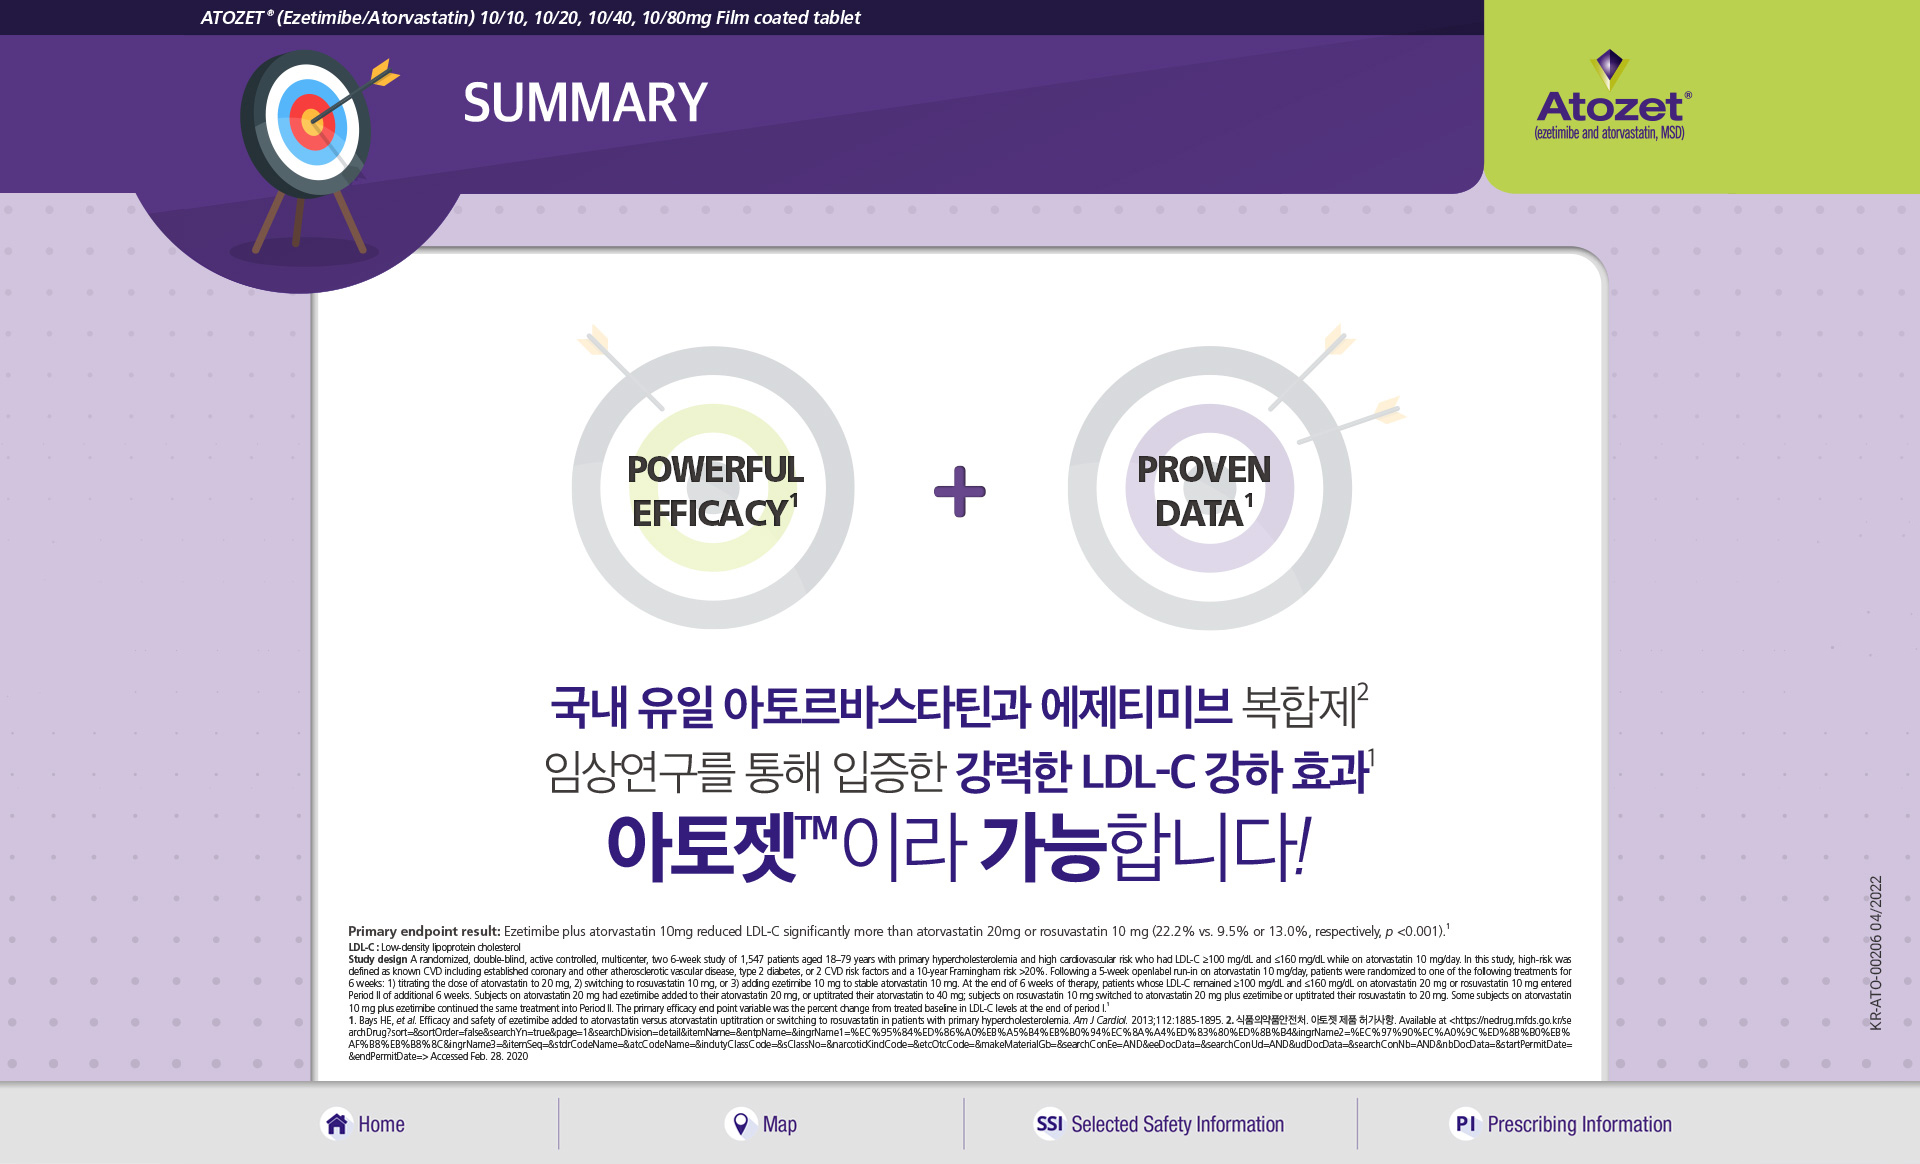 ATOZET® (Ezetimibe/Atorvastatin) 10/10, 10/20, 10/40, 10/80mg Film coated tablet
SUMMARY
Atozet®
(ezetimibe and atorvastatin, MSD)
POWERFUL
EFFICACY¹
PROVEN
DATA¹
국내 유일 아토르바스타틴과 에제티미브 복합제²
임상연구를 통해 입증한 강력한 LDL-C 강하 효과¹
아토젯™이라 가능합니다!
Primary endpoint result: Ezetimibe plus atorvastatin 10mg reduced LDL-C significantly more than atorvastatin 20mg or rosuvastatin 10 mg (22.2% vs. 9.5% or 13.0%, respectively, p <0.001).¹
LDL-C : Low-density lipoprotein cholesterol
Study design A randomized, double-blind, active controlled, multicenter, two 6-week study of 1,547 patients aged 18–79 years with primary hypercholesterolemia and high cardiovascular risk who had LDL-C ≥100 mg/dL and ≤160 mg/dL while on atorvastatin 10 mg/day. In this study, high-risk was
defined as known CVD including established coronary and other atherosclerotic vascular disease, type 2 diabetes, or 2 CVD risk factors and a 10-year Framingham risk >20%. Following a 5-week openlabel run-in on atorvastatin 10 mg/day, patients were randomized to one of the following treatments for
6 weeks: 1) titrating the dose of atorvastatin to 20 mg, 2) switching to rosuvastatin 10 mg, or 3) adding ezetimibe 10 mg to stable atorvastatin 10 mg. At the end of 6 weeks of therapy, patients whose LDL-C remained ≥100 mg/dL and ≤160 mg/dL on atorvastatin 20 mg or rosuvastatin 10 mg entered
Period II of additional 6 weeks. Subjects on atorvastatin 20 mg had ezetimibe added to their atorvastatin 20 mg, or uptitrated their atorvastatin to 40 mg; subjects on rosuvastatin 10 mg switched to atorvastatin 20 mg plus ezetimibe or uptitrated their rosuvastatin to 20 mg. Some subjects on atorvastatin
10 mg plus ezetimibe continued the same treatment into Period II. The primary efficacy end point variable was the percent change from treated baseline in LDL-C levels at the end of period I.¹
1. Bays HE, et al. Efficacy and safety of ezetimibe added to atorvastatin versus atorvastatin uptitration or switching to rosuvastatin in patients with primary hypercholesterolemia. Am J Cardiol. 2013;112:1885-1895. 2. 식품의약품안전처. 아토젯 제품 허가사항. Available at <https://nedrug.mfds.go.kr/se
archDrug?sort=&sortOrder=false&searchYn=true&page=1&searchDivision=detail&itemName=&entpName=&ingrName1=%EC%95%84%ED%86%A0%EB%A5%B4%EB%B0%94%EC%8A%A4%ED%83%80%ED%8B%B4&ingrName2=%EC%97%90%EC%A0%9C%ED%8B%B0%EB%
AF%B8%EB%B8%8C&ingrName3=&itemSeq=&stdrCodeName=&atcCodeName=&indutyClassCode=&sClassNo=&narcoticKindCode=&etcOtcCode=&makeMaterialGb=&searchConEe=AND&eeDocData=&searchConUd=AND&udDocData=&searchConNb=AND&nbDocData=&startPermitDate=
&endPermitDate=> Accessed Feb. 28. 2020
KR-ATO-00206 04/2022
Home
Map
SSI Selected Safety Information
PI Prescribing Information